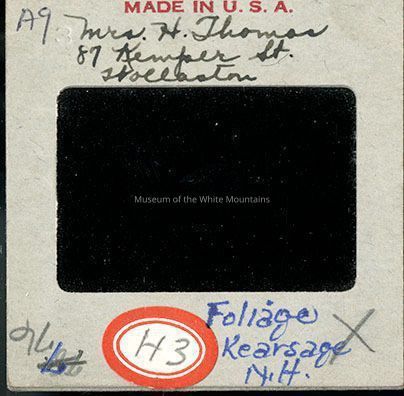 MADE IN U. S. A.
A9
Mrs. H. Thomas
87 Kemper St.
Wollaston
Museum of the White Mountains
H3
Foliage
Kearsage
N.H.
X